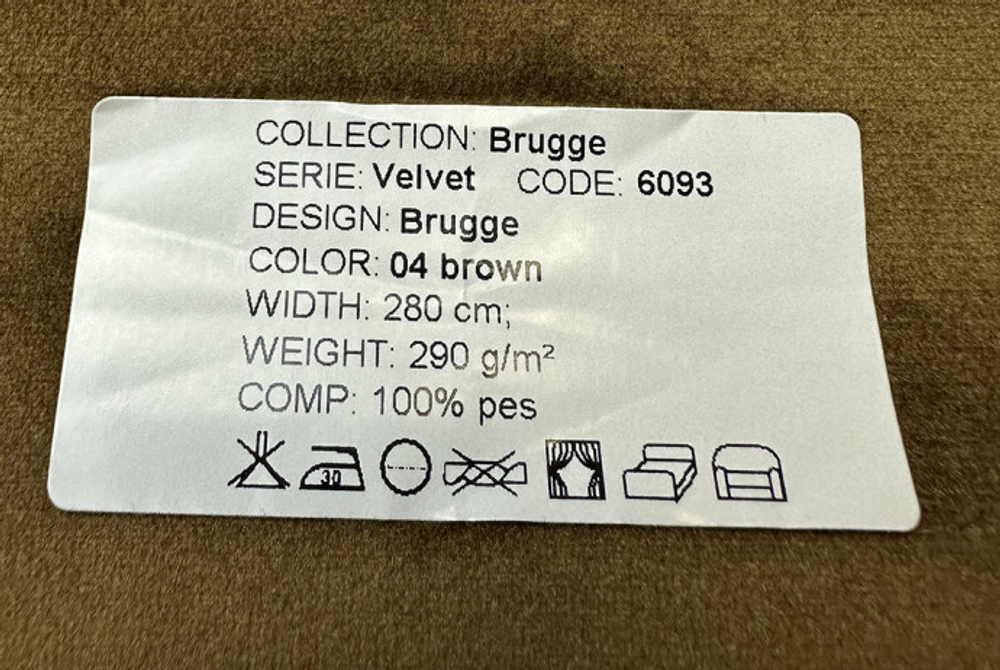 COLLECTION: Brugge
SERIE: Velvet CODE: 6093
DESIGN: Brugge
COLOR: 04 brown
WIDTH: 280 cm;
WEIGHT: 290 g/m²
COMP: 100% pes
30